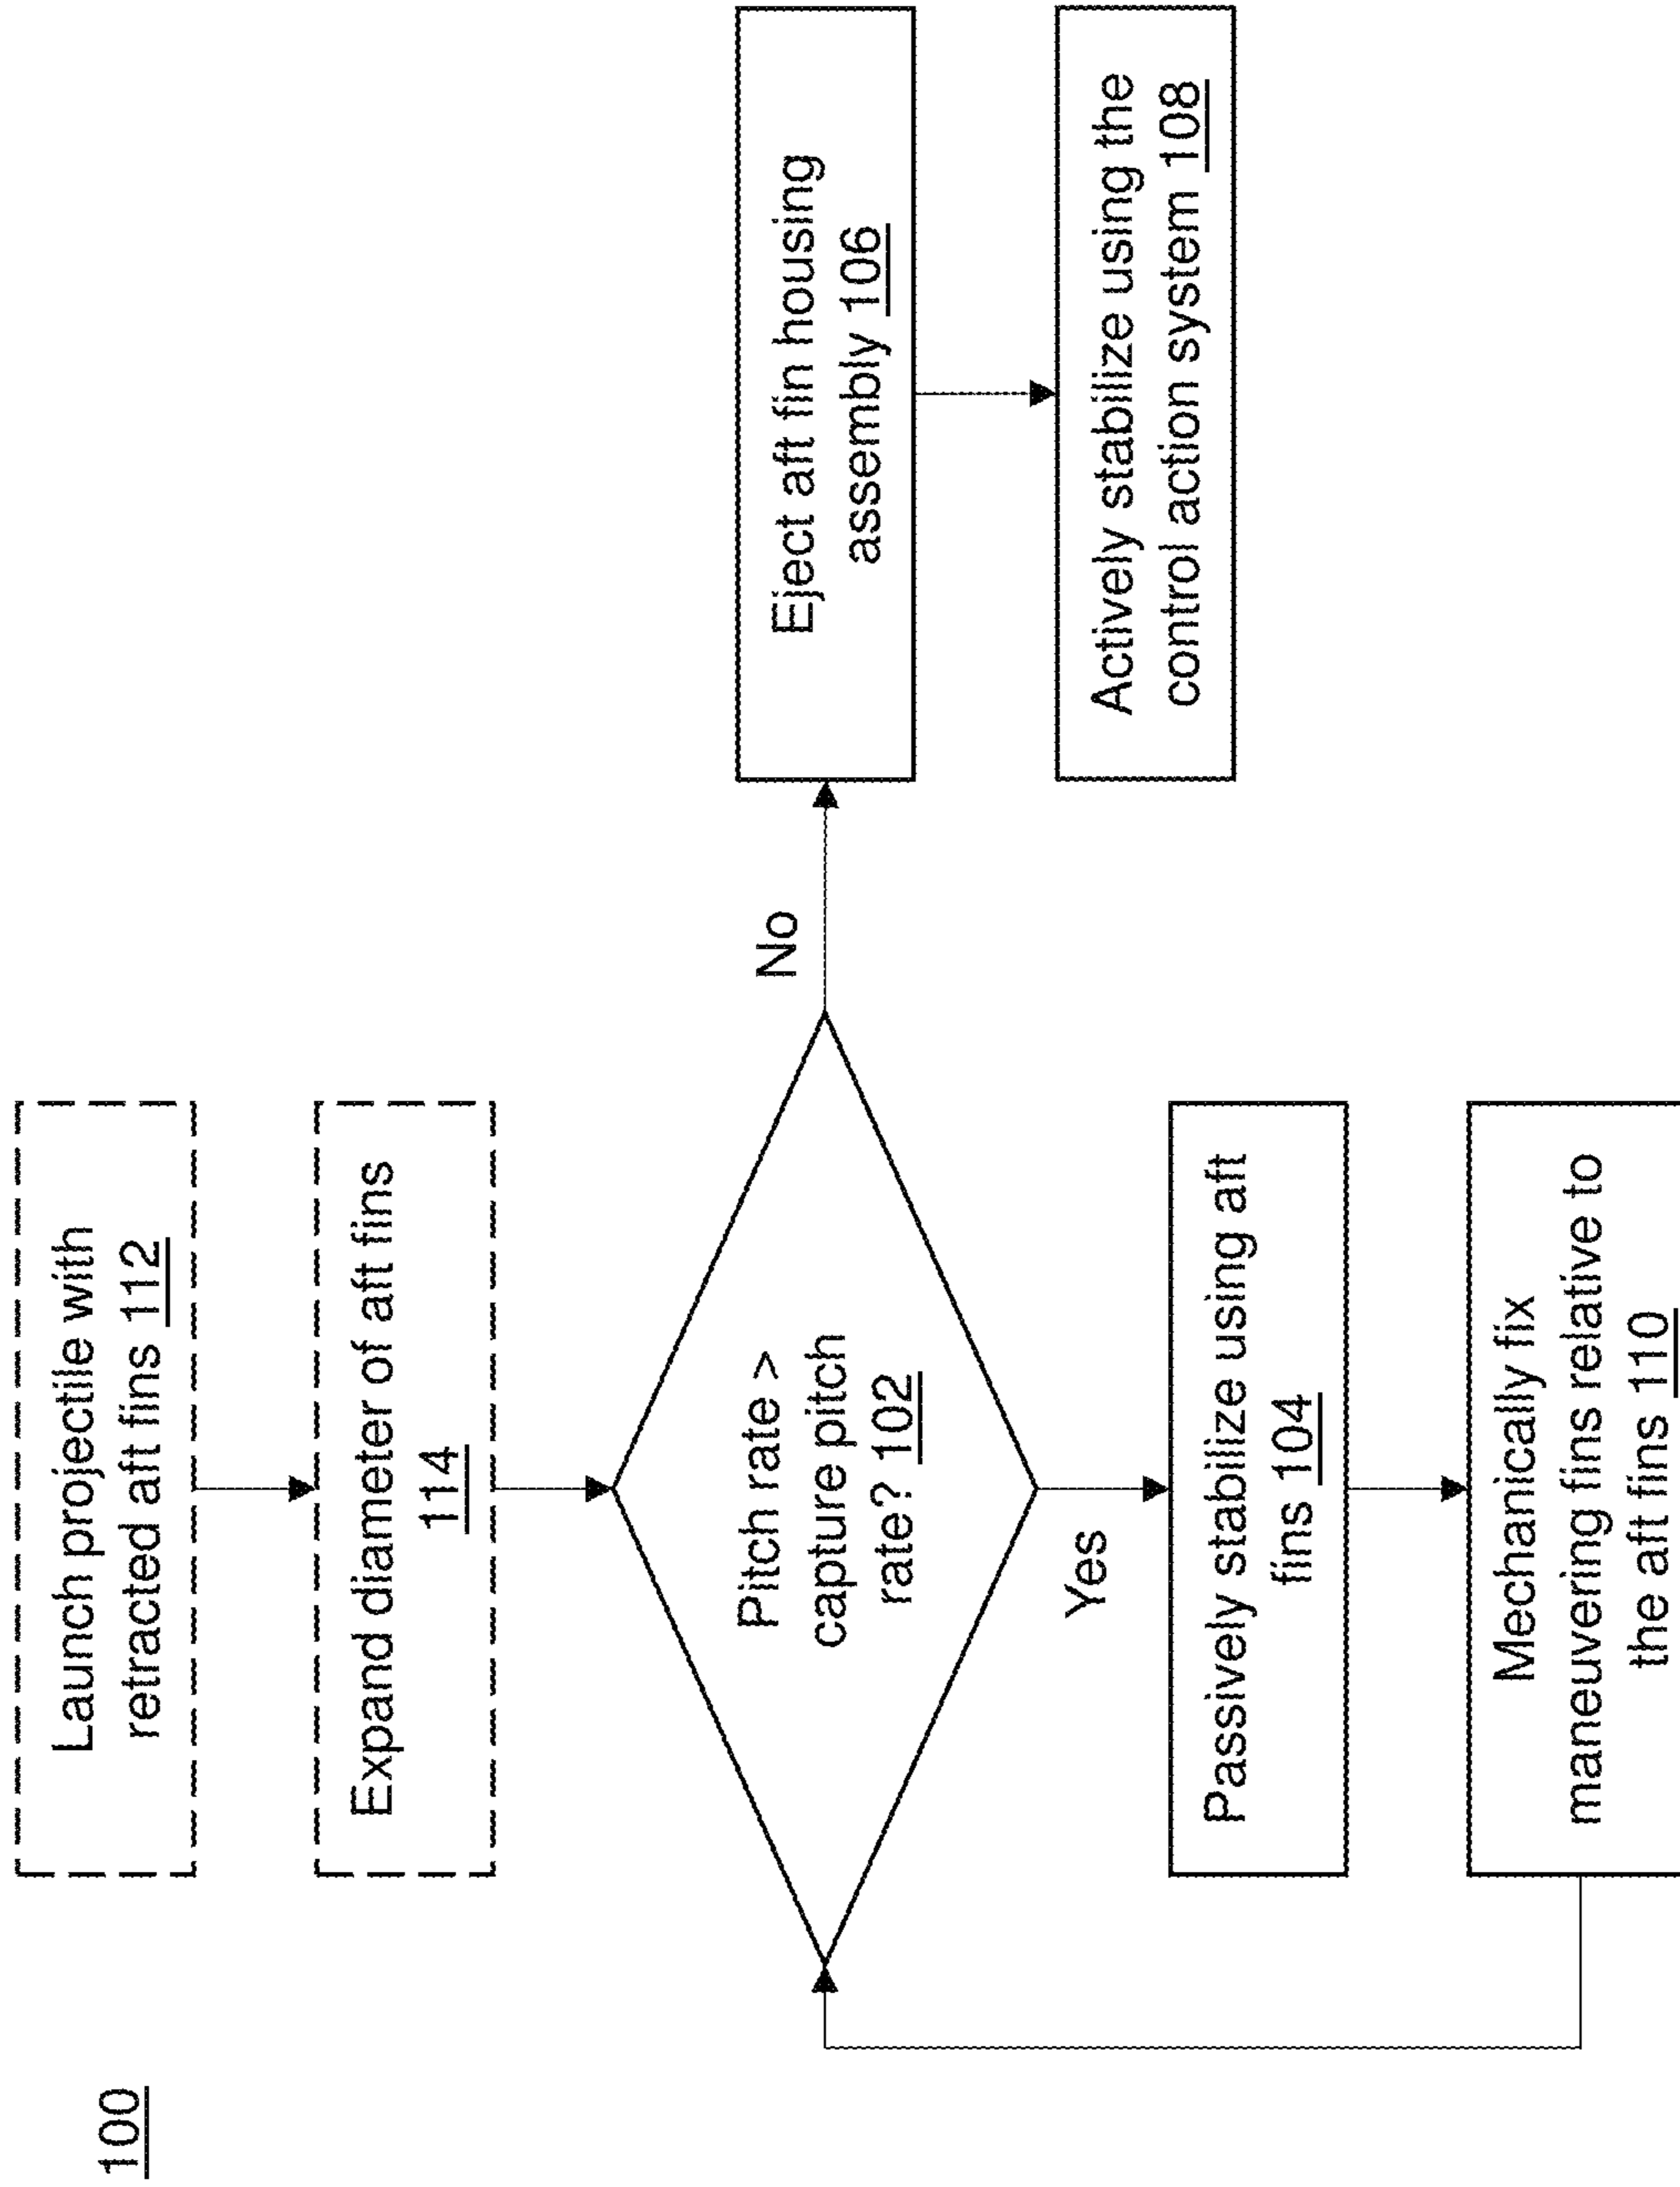 100
Launch projectile with
retracted aft fins 112
Expand diameter of aft fins
114
Pitch rate >
capture pitch
rate? 102
No
Eject aft fin housing
assembly 106
Actively stabilize using the
control action system 108
Yes
Passively stabilize using aft
fins 104
Mechanically fix
maneuvering fins relative to
the aft fins 110